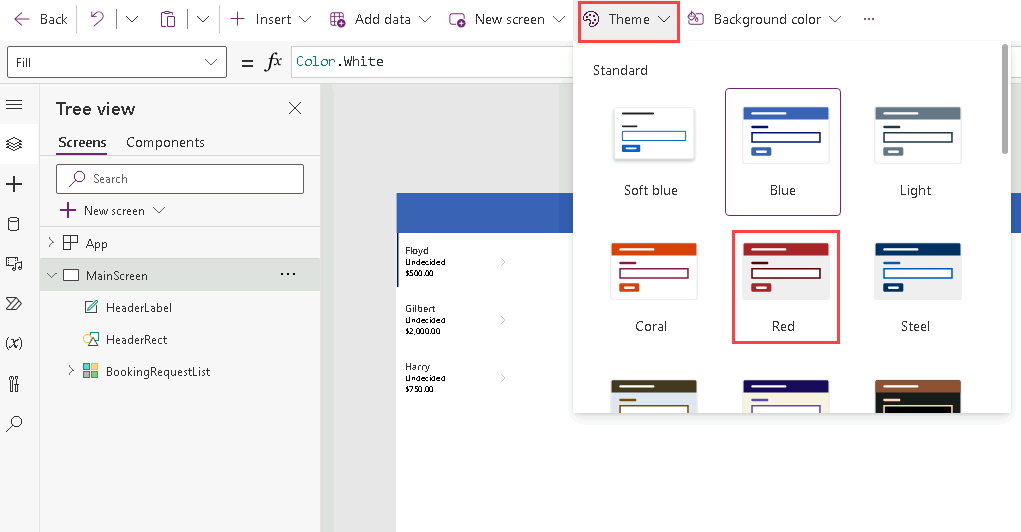 Back
Insert
Add data
New screen
Theme
Background color
...
Fill
= fx
Color.White
Tree view
Screens Components
Search
New screen
App
MainScreen ...
HeaderLabel
HeaderRect
BookingRequestList
Floyd
Undecided
$500.00
Gilbert
Undecided
$2,000.00
Harry
Undecided
$750.00
Standard
Soft blue Blue Light
Coral Red Steel